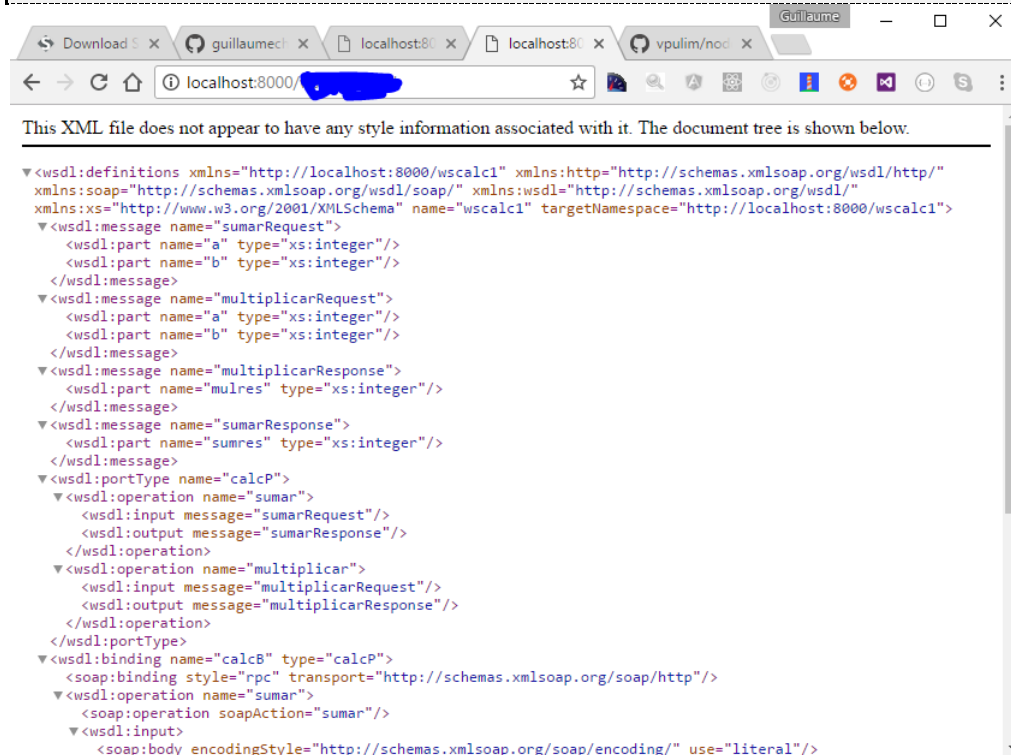 Guillaume
Download S
guillaumech
localhost:80
localhost:80
vpulim/nod
localhost:8000/
This XML file does not appear to have any style information associated with it. The document tree is shown below.
▼<wsdl:definitions xmlns="http://localhost:8000/wscalc1" xmlns:http="http://schemas.xmlsoap.org/wsdl/http/"
xmlns:soap="http://schemas.xmlsoap.org/wsdl/soap/" xmlns:wsdl="http://schemas.xmlsoap.org/wsdl/"
xmlns:xs="http://www.w3.org/2001/XMLSchema" name="wscalc1" targetNamespace="http://localhost:8000/wscalc1">
▼<wsdl:message name="sumarRequest">
<wsdl:part name="a" type="xs:integer"/>
<wsdl:part name="b" type="xs:integer"/>
</wsdl:message>
▼<wsdl:message name="multiplicarRequest">
<wsdl:part name="a" type="xs:integer"/>
<wsdl:part name="b" type="xs:integer"/>
</wsdl:message>
▼<wsdl:message name="multiplicarResponse">
<wsdl:part name="mulres" type="xs:integer"/>
</wsdl:message>
▼<wsdl:message name="sumarResponse">
<wsdl:part name="sumres" type="xs:integer"/>
</wsdl:message>
▼<wsdl:portType name="calcP">
▼<wsdl:operation name="sumar">
<wsdl:input message="sumarRequest"/>
<wsdl:output message="sumarResponse"/>
</wsdl:operation>
▼<wsdl:operation name="multiplicar">
<wsdl:input message="multiplicarRequest"/>
<wsdl:output message="multiplicarResponse"/>
</wsdl:operation>
</wsdl:portType>
▼<wsdl:binding name="calcB" type="calcP">
<soap:binding style="rpc" transport="http://schemas.xmlsoap.org/soap/http"/>
▼<wsdl:operation name="sumar">
<soap:operation soapAction="sumar"/>
▼<wsdl:input>
<soap:body encodingStyle="http://schemas.xmlsoap.org/soap/encoding/" use="literal"/>